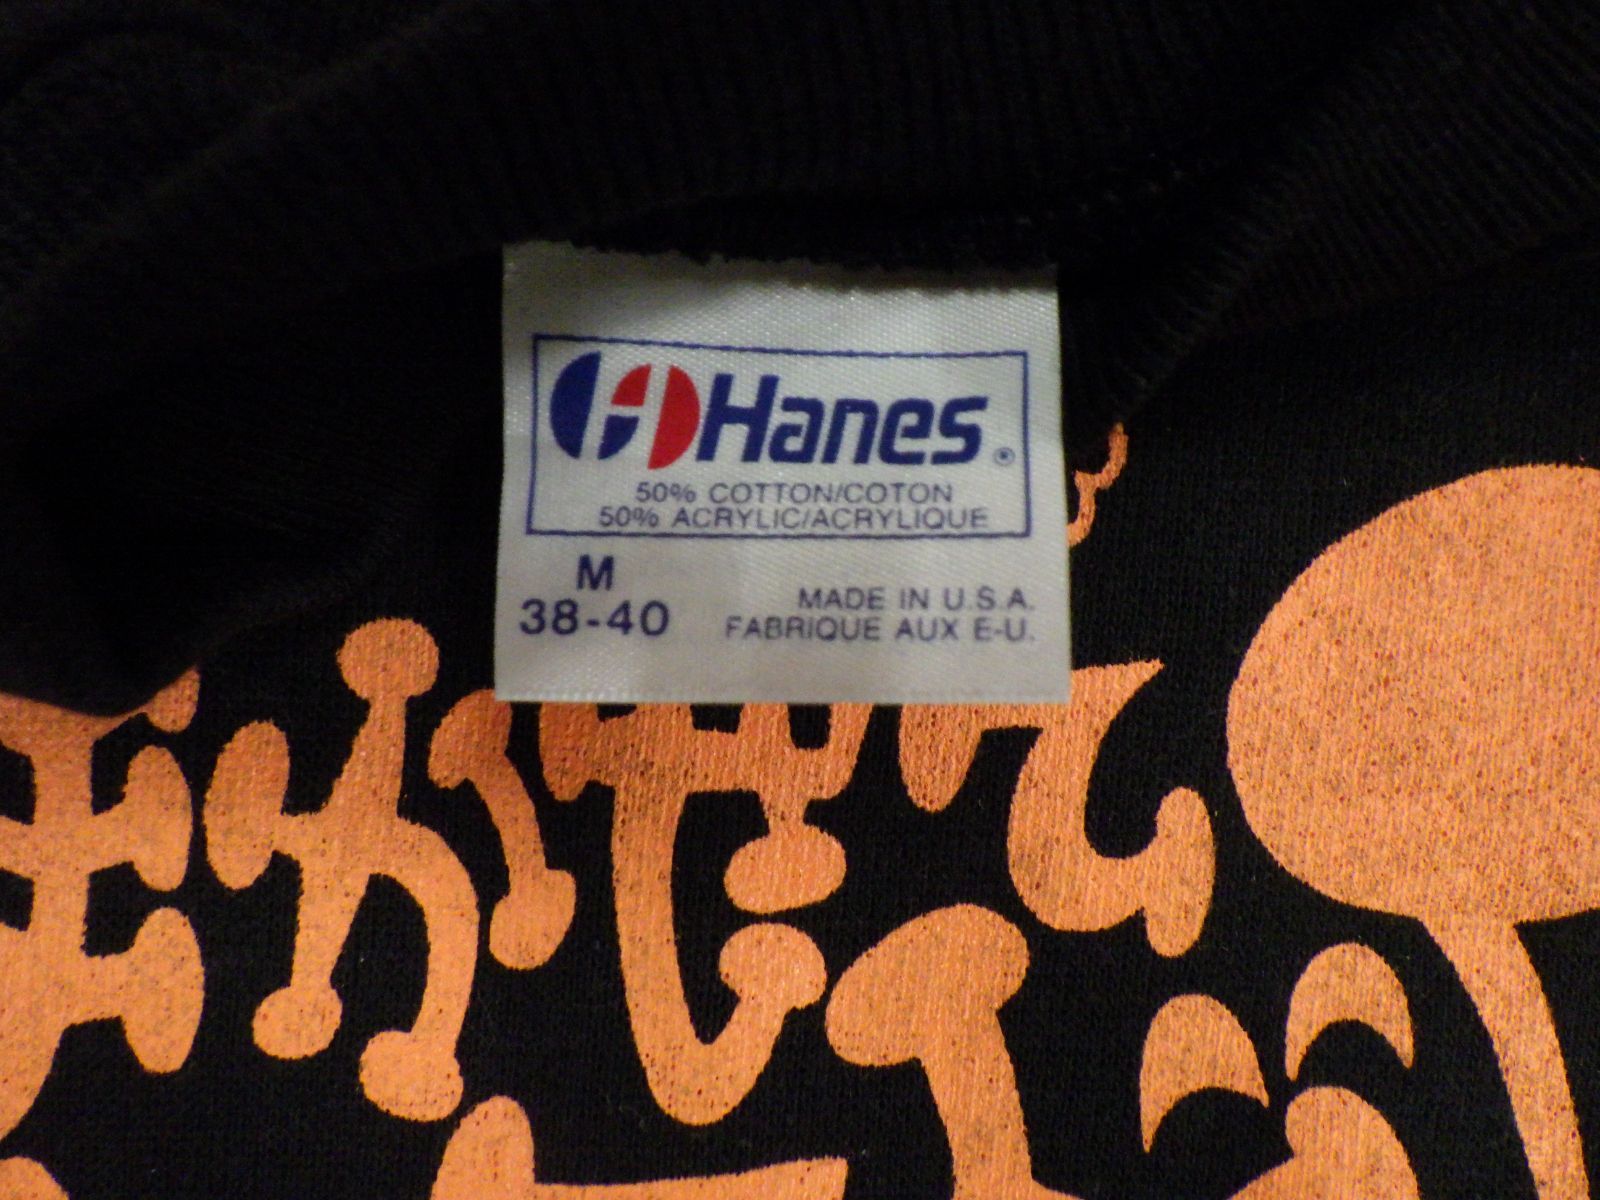 Hanes®
50% COTTON/COTON
50% ACRYLIC/ACRYLIQUE
M
38-40
MADE IN U.S.A.
FABRIQUE AUX E-U.